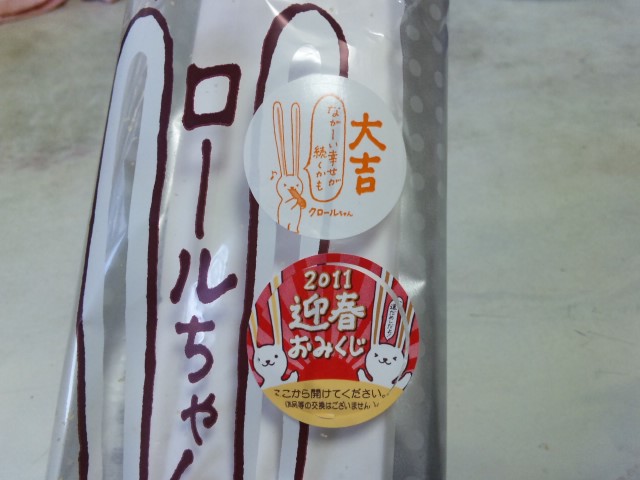 ロールちゃん
大吉
ながーい幸せが
続くかも
クロールちゃん
2011
迎春
おみくじ
ここから開けてください。